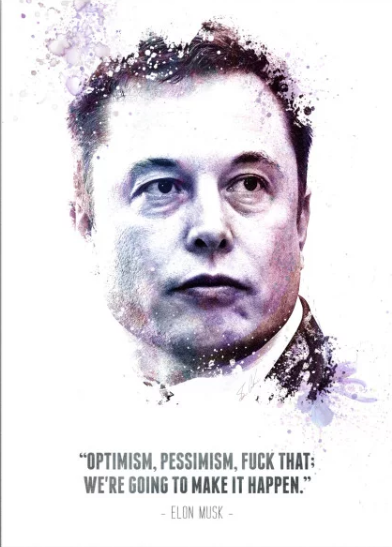 “OPTIMISM, PESSIMISM, FUCK THAT;
WE'RE GOING TO MAKE IT HAPPEN.”
- ELON MUSK -